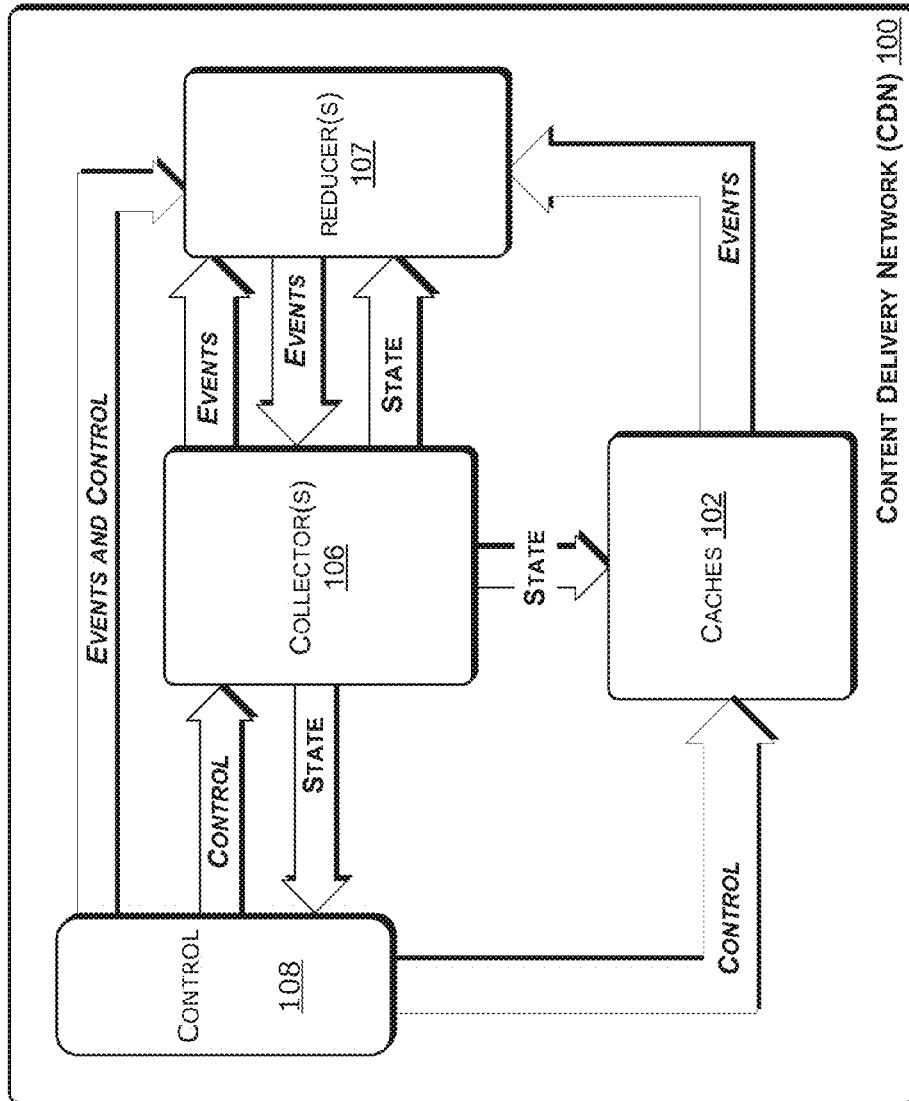 EVENTS AND CONTROL
CONTROL
108
CONTROL
STATE
COLLECTOR(S)
106
EVENTS
EVENTS
STATE
REDUCER(S)
107
STATE
CONTROL
CACHES 102
EVENTS
CONTENT DELIVERY NETWORK (CDN) 100